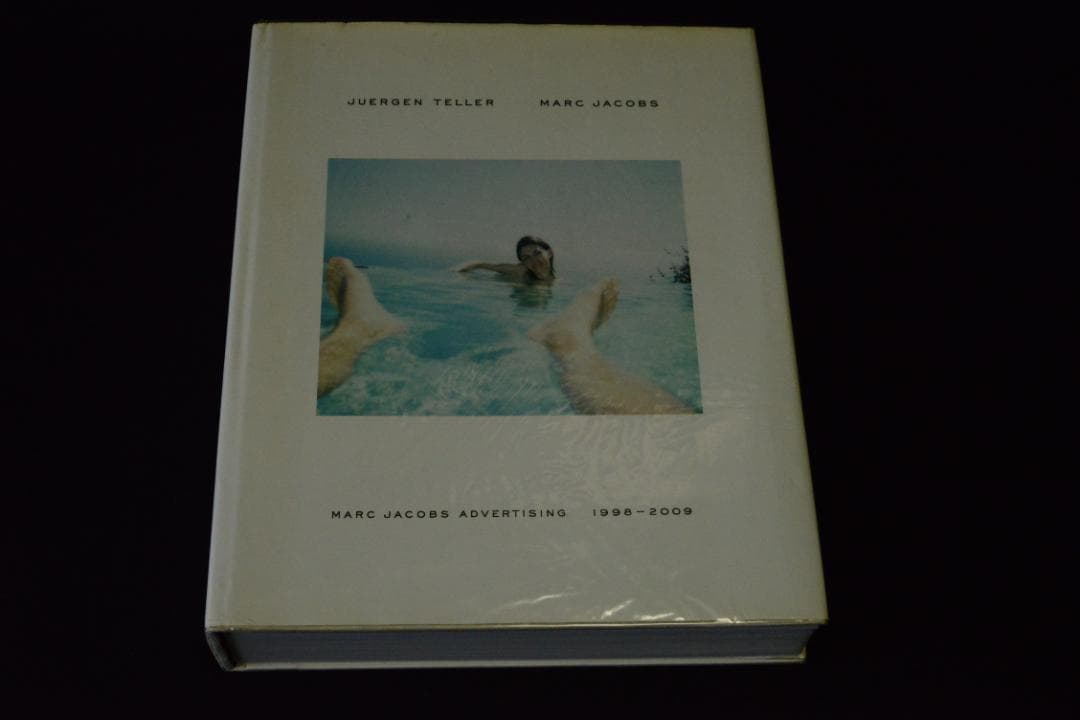 JUERGEN TELLER MARC JACOBS
MARC JACOBS ADVERTISING 1998–2009